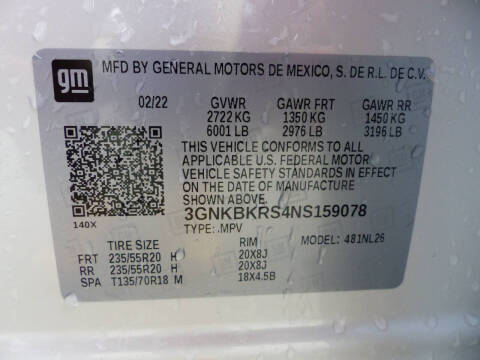 gm MFD BY GENERAL MOTORS DE MEXICO, S. DE R.L. DE C.V.
02/22 GVWR GAWR FRT GAWR RR
2722 KG 1350 KG 1450 KG
6001 LB 2976 LB 3196 LB
THIS VEHICLE CONFORMS TO ALL
APPLICABLE U.S. FEDERAL MOTOR
VEHICLE SAFETY STANDARDS IN EFFECT
ON THE DATE OF MANUFACTURE
SHOWN ABOVE.
140X 3GNKBKRS4NS159078
TYPE: .MPV MODEL: 481NL26
TIRE SIZE RIM
FRT 235/55R20 H 20X8J
RR 235/55R20 H 20X8J
SPA T135/70R18 M 18X4.5B